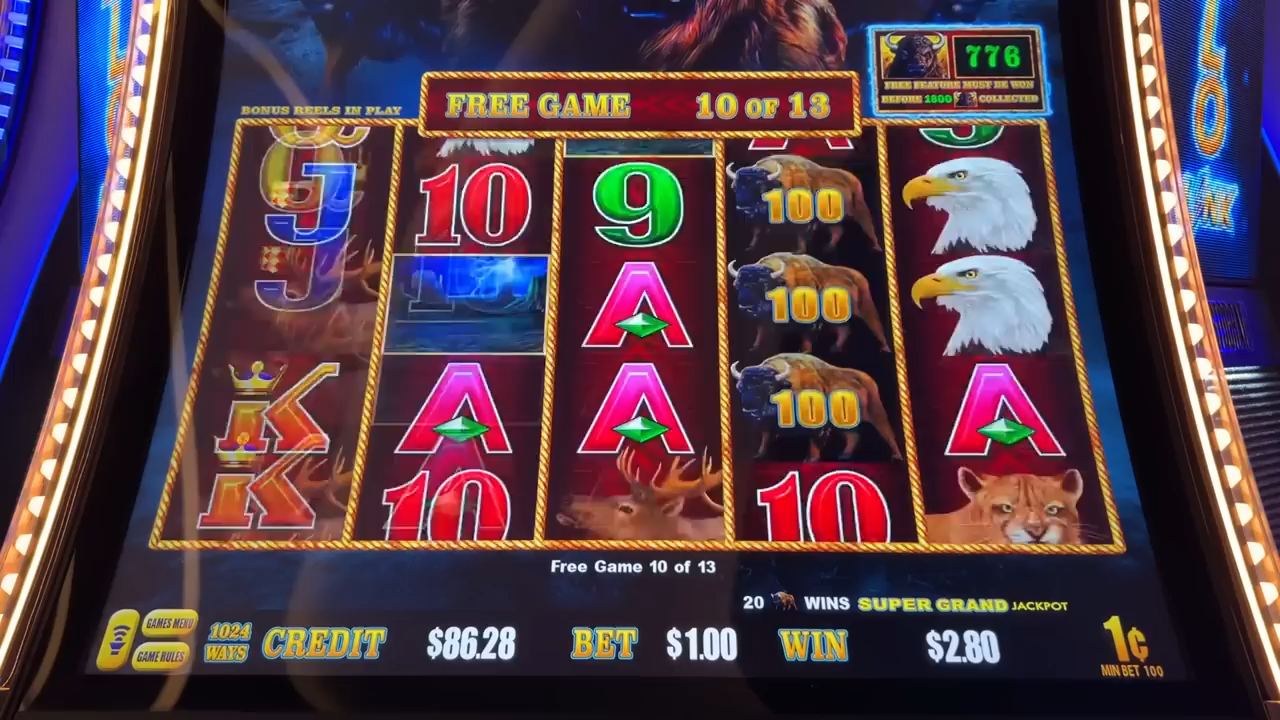 776
FREE FEATURE MUST BE WON
BEFORE 1800 COLLECTED
BONUS REELS IN PLAY
FREE GAME 10 OF 13
J 10 9 100
J A 100
K A A 100 A
K 10 10
Free Game 10 of 13
20 WINS SUPER GRAND JACKPOT
GAMES MENU
GAME RULES
1024 WAYS
CREDIT $86.28 BET $1.00 WIN $2.80
1¢
MIN BET 100